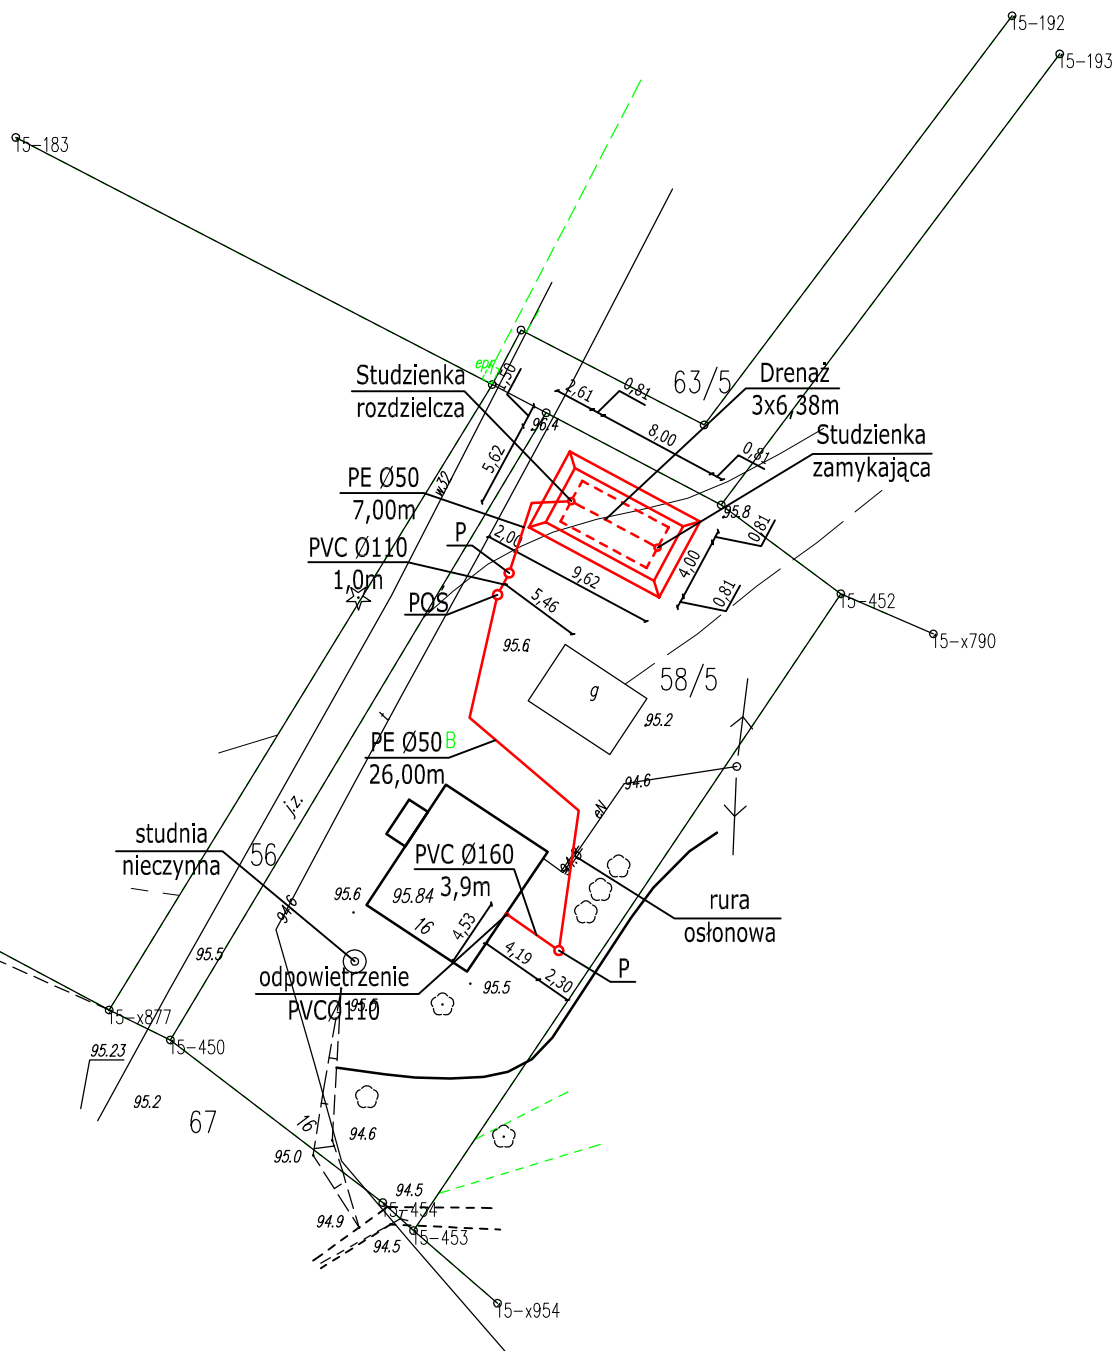 15-192
15-193
15-183
epn
1,50
2,61
0,81
63/5
Drenaż
3x6,38m
Studzienka
rozdzielcza
96.4
8,00
Studzienka
zamykająca
0,81
5,62
w32
PE Ø50
7,00m
95.8
0,81
P
2,00
PVC Ø110
1,0m
9,62
4,00
POS
5,46
0,81
15-452
15-x790
95.6
58/5
g
95.2
t
PE Ø50
B
26,00m
94.6
eN
j.z.
studnia
nieczynna
56
PVC Ø160
3,9m
95.6
95.84
16
94.6
4,53
rura
osłonowa
95.5
4,19
2,30
P
odpowietrzenie
PVCØ110
95.5
15-x877
15-450
95.23
95.2
67
16
94.6
95.0
94.5
15-454
94.9
15-453
94.5
15-x954